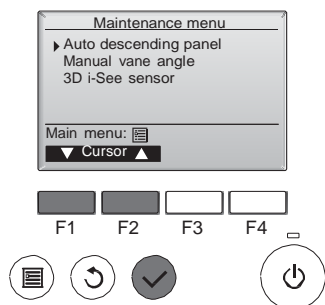 Maintenance menu
Auto descending panel
Manual vane angle
3D i-See sensor
Main menu:
Cursor
F1 F2 F3 F4